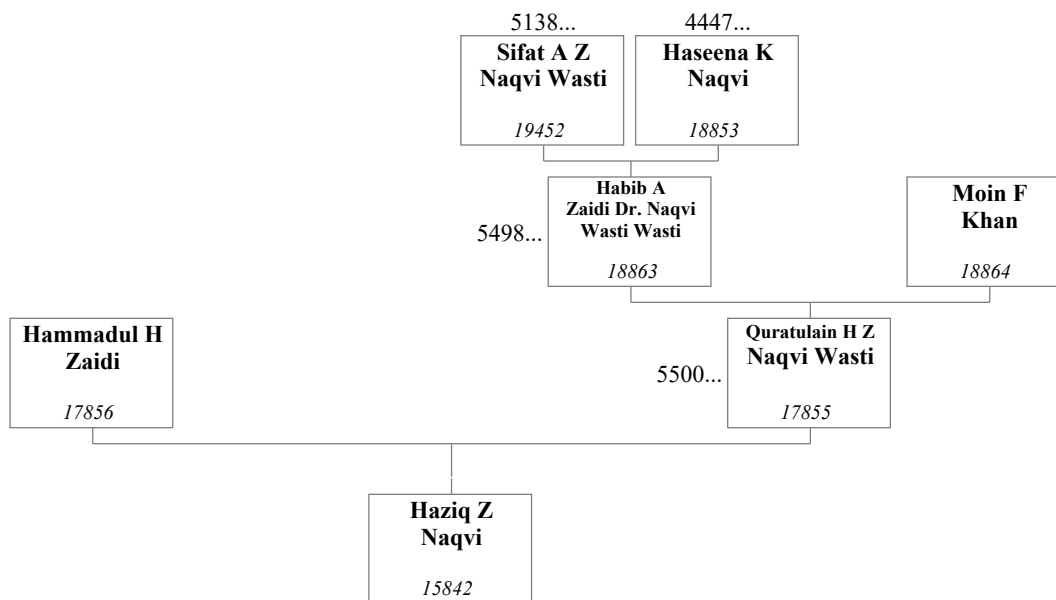 5138...
4447...
Sifat A Z
Naqvi Wasti
19452
Haseena K
Naqvi
18853
5498...
Habib A
Zaidi Dr. Naqvi
Wasti Wasti
18863
Moin F
Khan
18864
Hammadul H
Zaidi
17856
5500...
Quratulain H Z
Naqvi Wasti
17855
Haziq Z
Naqvi
15842